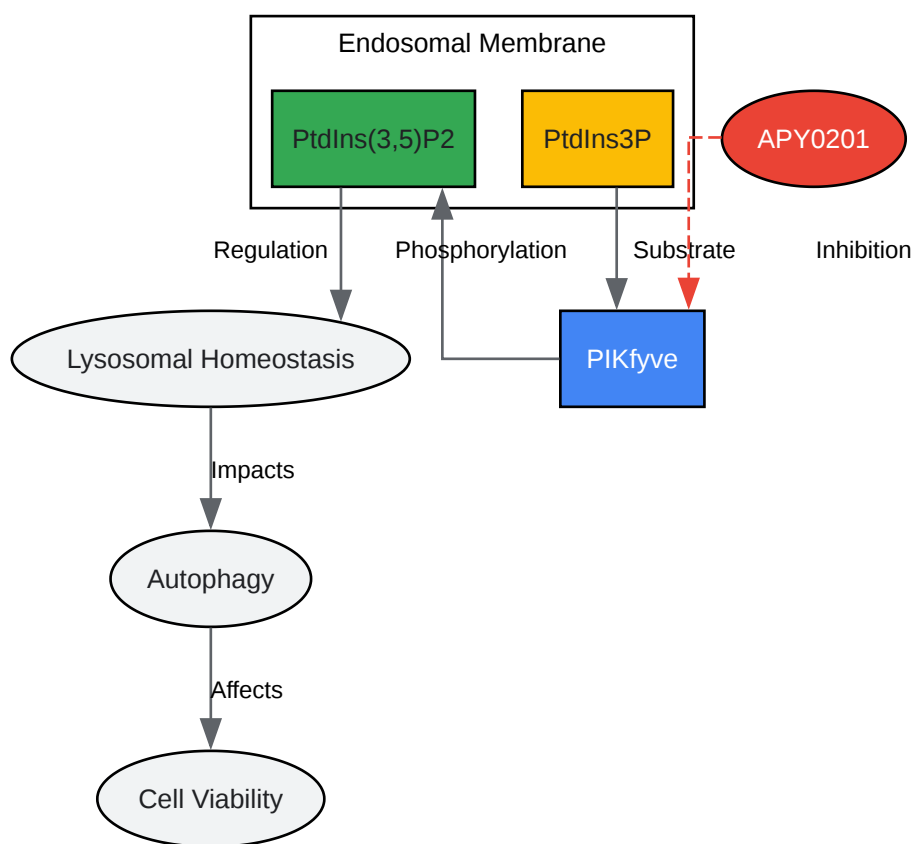 Endosomal Membrane
PtdIns(3,5)P2
PtdIns3P
APY0201
Regulation
Phosphorylation
Substrate
Inhibition
Lysosomal Homeostasis
PIKfyve
Impacts
Autophagy
Affects
Cell Viability